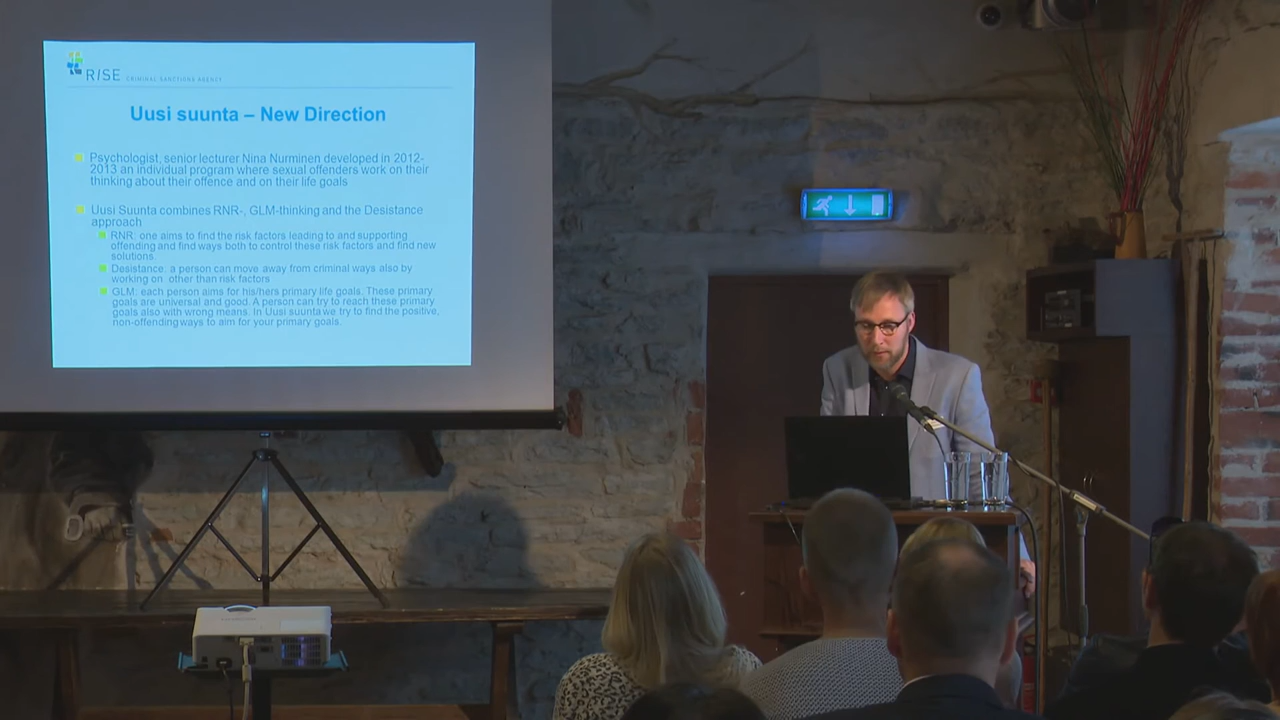 RISE CRIMINAL SANCTIONS AGENCY
Uusi suunta – New Direction
Psychologist, senior lecturer Nina Nurminen developed in 2012-
2013 an individual program where sexual offenders work on their
thinking about their offence and on their life goals
Uusi Suunta combines RNR-, GLM-thinking and the Desistance
approach
RNR: one aims to find the risk factors leading to and supporting
offending and find ways both to control these risk factors and find new
solutions.
Desistance: a person can move away from criminal ways also by
working on other than risk factors
GLM: each person aims for his/hers primary life goals. These primary
goals are universal and good. A person can try to reach these primary
goals also with wrong means. In Uusi suunta we try to find the positive,
non-offending ways to aim for your primary goals.